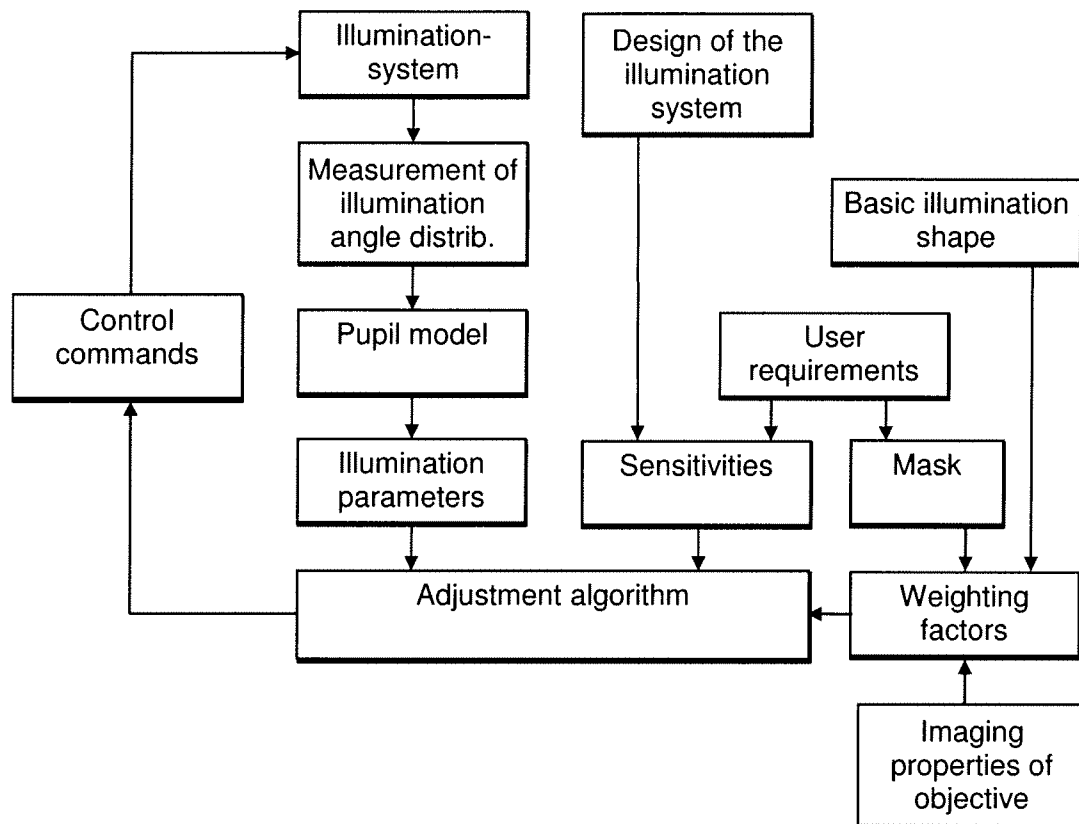 Illumination-
system
Design of the
illumination
system
Measurement of
illumination
angle distrib.
Basic illumination
shape
Control
commands
Pupil model
User
requirements
Illumination
parameters
Sensitivities
Mask
Adjustment algorithm
Weighting
factors
Imaging
properties of
objective